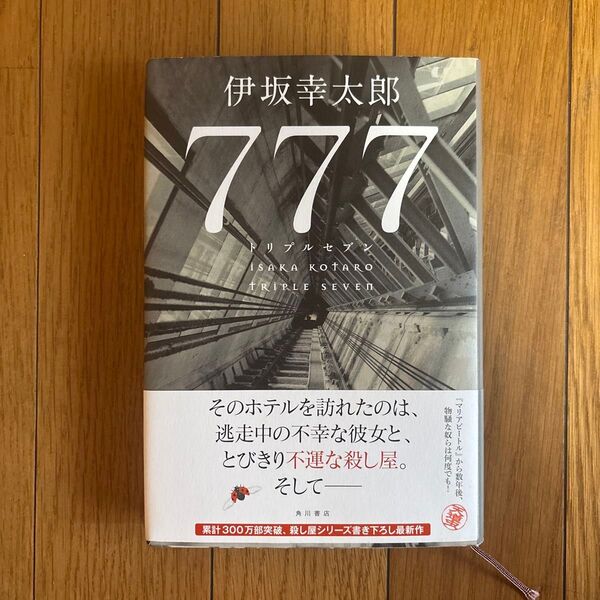 伊坂幸太郎
777
トリプルセブン
ISAKA KOTARO
TRIPLE SEVEN
そのホテルを訪れたのは、
逃走中の不幸な彼女と、
とびきり不運な殺し屋。
そして――
『マリアビートル』から数年後、
物騒な奴らは何度でも!
角川書店
累計300万部突破、殺し屋シリーズ書き下ろし最新作